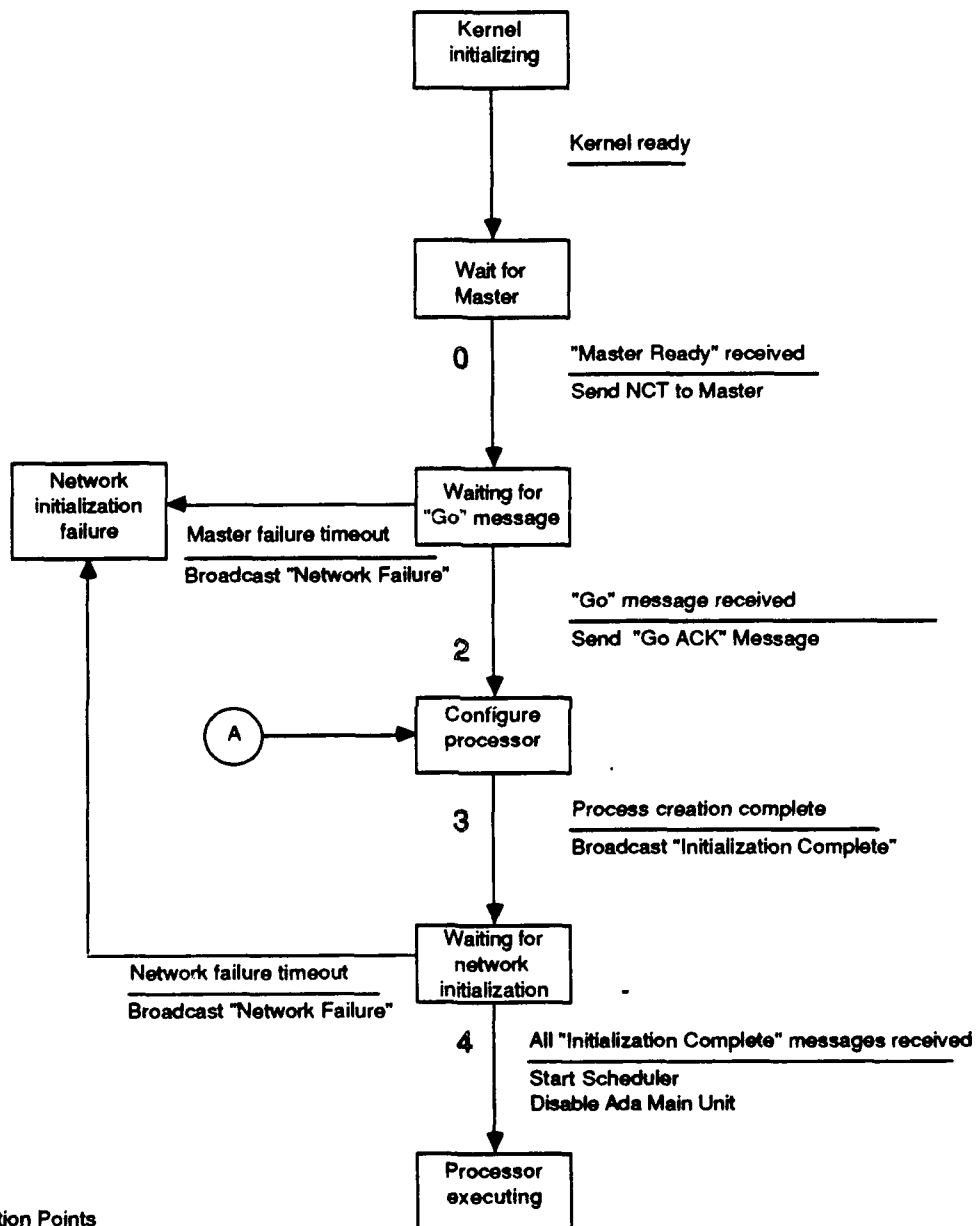 Kernel
initializing
Kernel ready
Wait for
Master
0
"Master Ready" received
Send NCT to Master
Network
initialization
failure
Waiting for
"Go" message
Master failure timeout
Broadcast "Network Failure"
"Go" message received
Send "Go ACK" Message
2
Configure
processor
A
3
Process creation complete
Broadcast "Initialization Complete"
Waiting for
network
initialization
Network failure timeout
Broadcast "Network Failure"
4
All "Initialization Complete" messages received
Start Scheduler
Disable Ada Main Unit
Processor
executing
tion Points